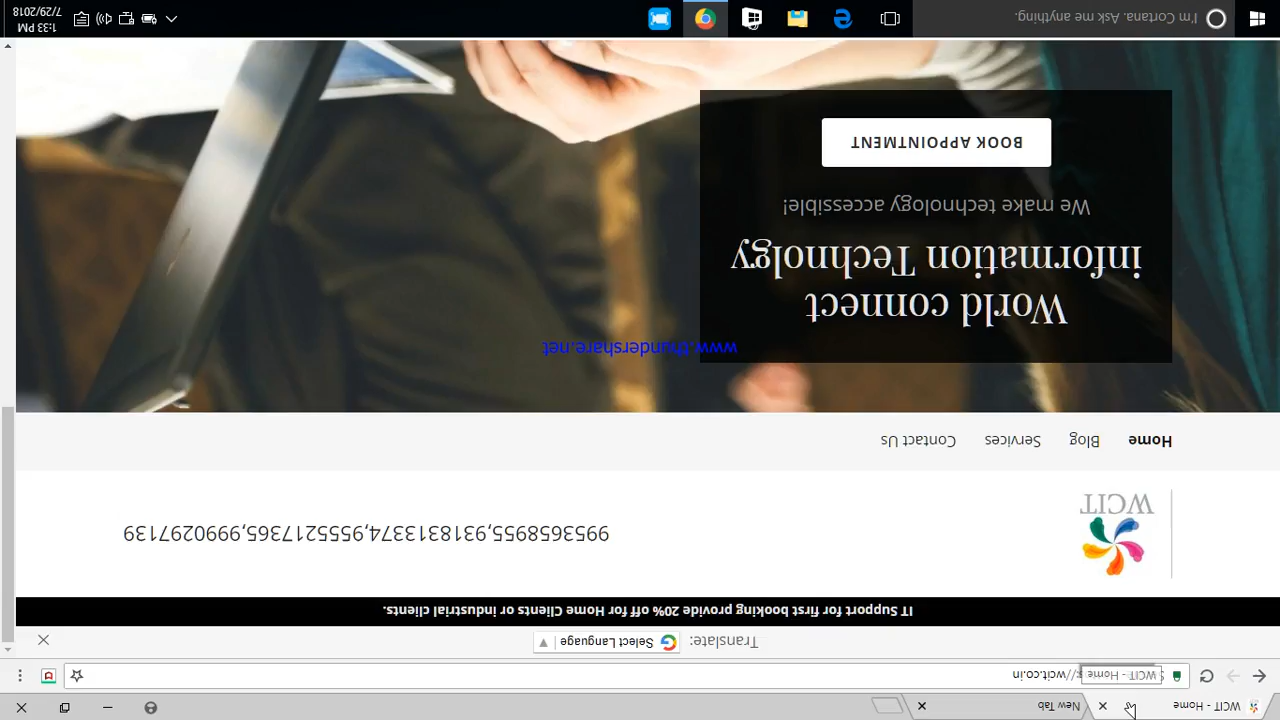 WCIT - Home
New Tab
WCIT - Home
//wcit.co.in
Translate: Select Language
IT Support for first booking provide 20% off for Home Clients or industrial clients.
WCIT
9953658955,9318313374,9555217365,9990297139
Home Blog Services Contact Us
www.thundershare.net
World connect
information Technolgy
We make technology accessible!
BOOK APPOINTMENT
I'm Cortana. Ask me anything.
1:33 PM
7/29/2018